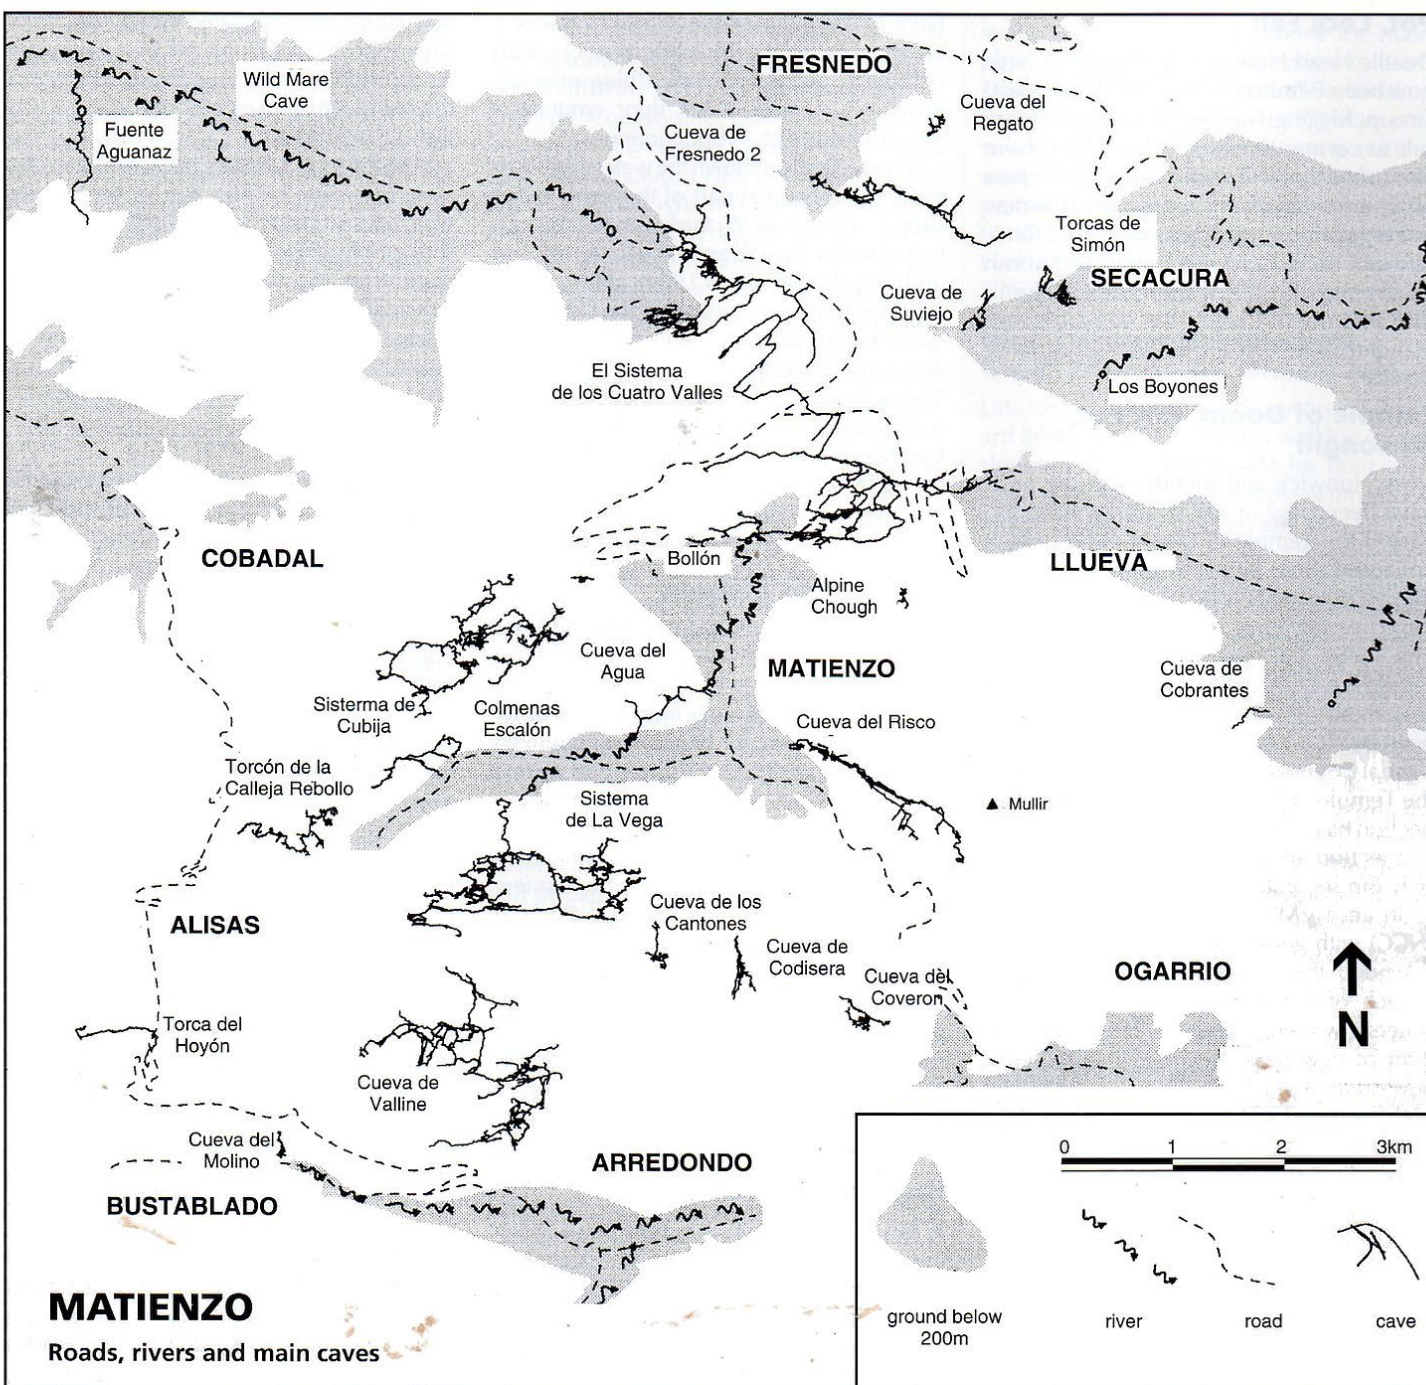 FRESNEDO
Wild Mare
Cave
Fuente
Aguanaz
Cueva de
Fresnedo 2
Cueva del
Regato
Torcas de
Simón
SECACURA
Cueva de
Suviejo
Los Boyones
El Sistema
de los Cuatro Valles
COBADAL
Bollón
LLUEVA
Alpine
Chough
Cueva del
Agua
MATIENZO
Cueva de
Cobrantes
Sisterma de
Cubija
Colmenas
Escalón
Cueva del Risco
Torcón de la
Calleja Rebollo
Sistema
de La Vega
Mullir
ALISAS
Cueva de los
Cantones
Cueva de
Codisera
Cueva del
Coveron
OGARRIO
N
Torca del
Hoyón
Cueva de
Valline
Cueva del
Molino
ARREDONDO
BUSTABLADO
0 1 2 3km
ground below
200m
river
road
cave
MATIENZO
Roads, rivers and main caves